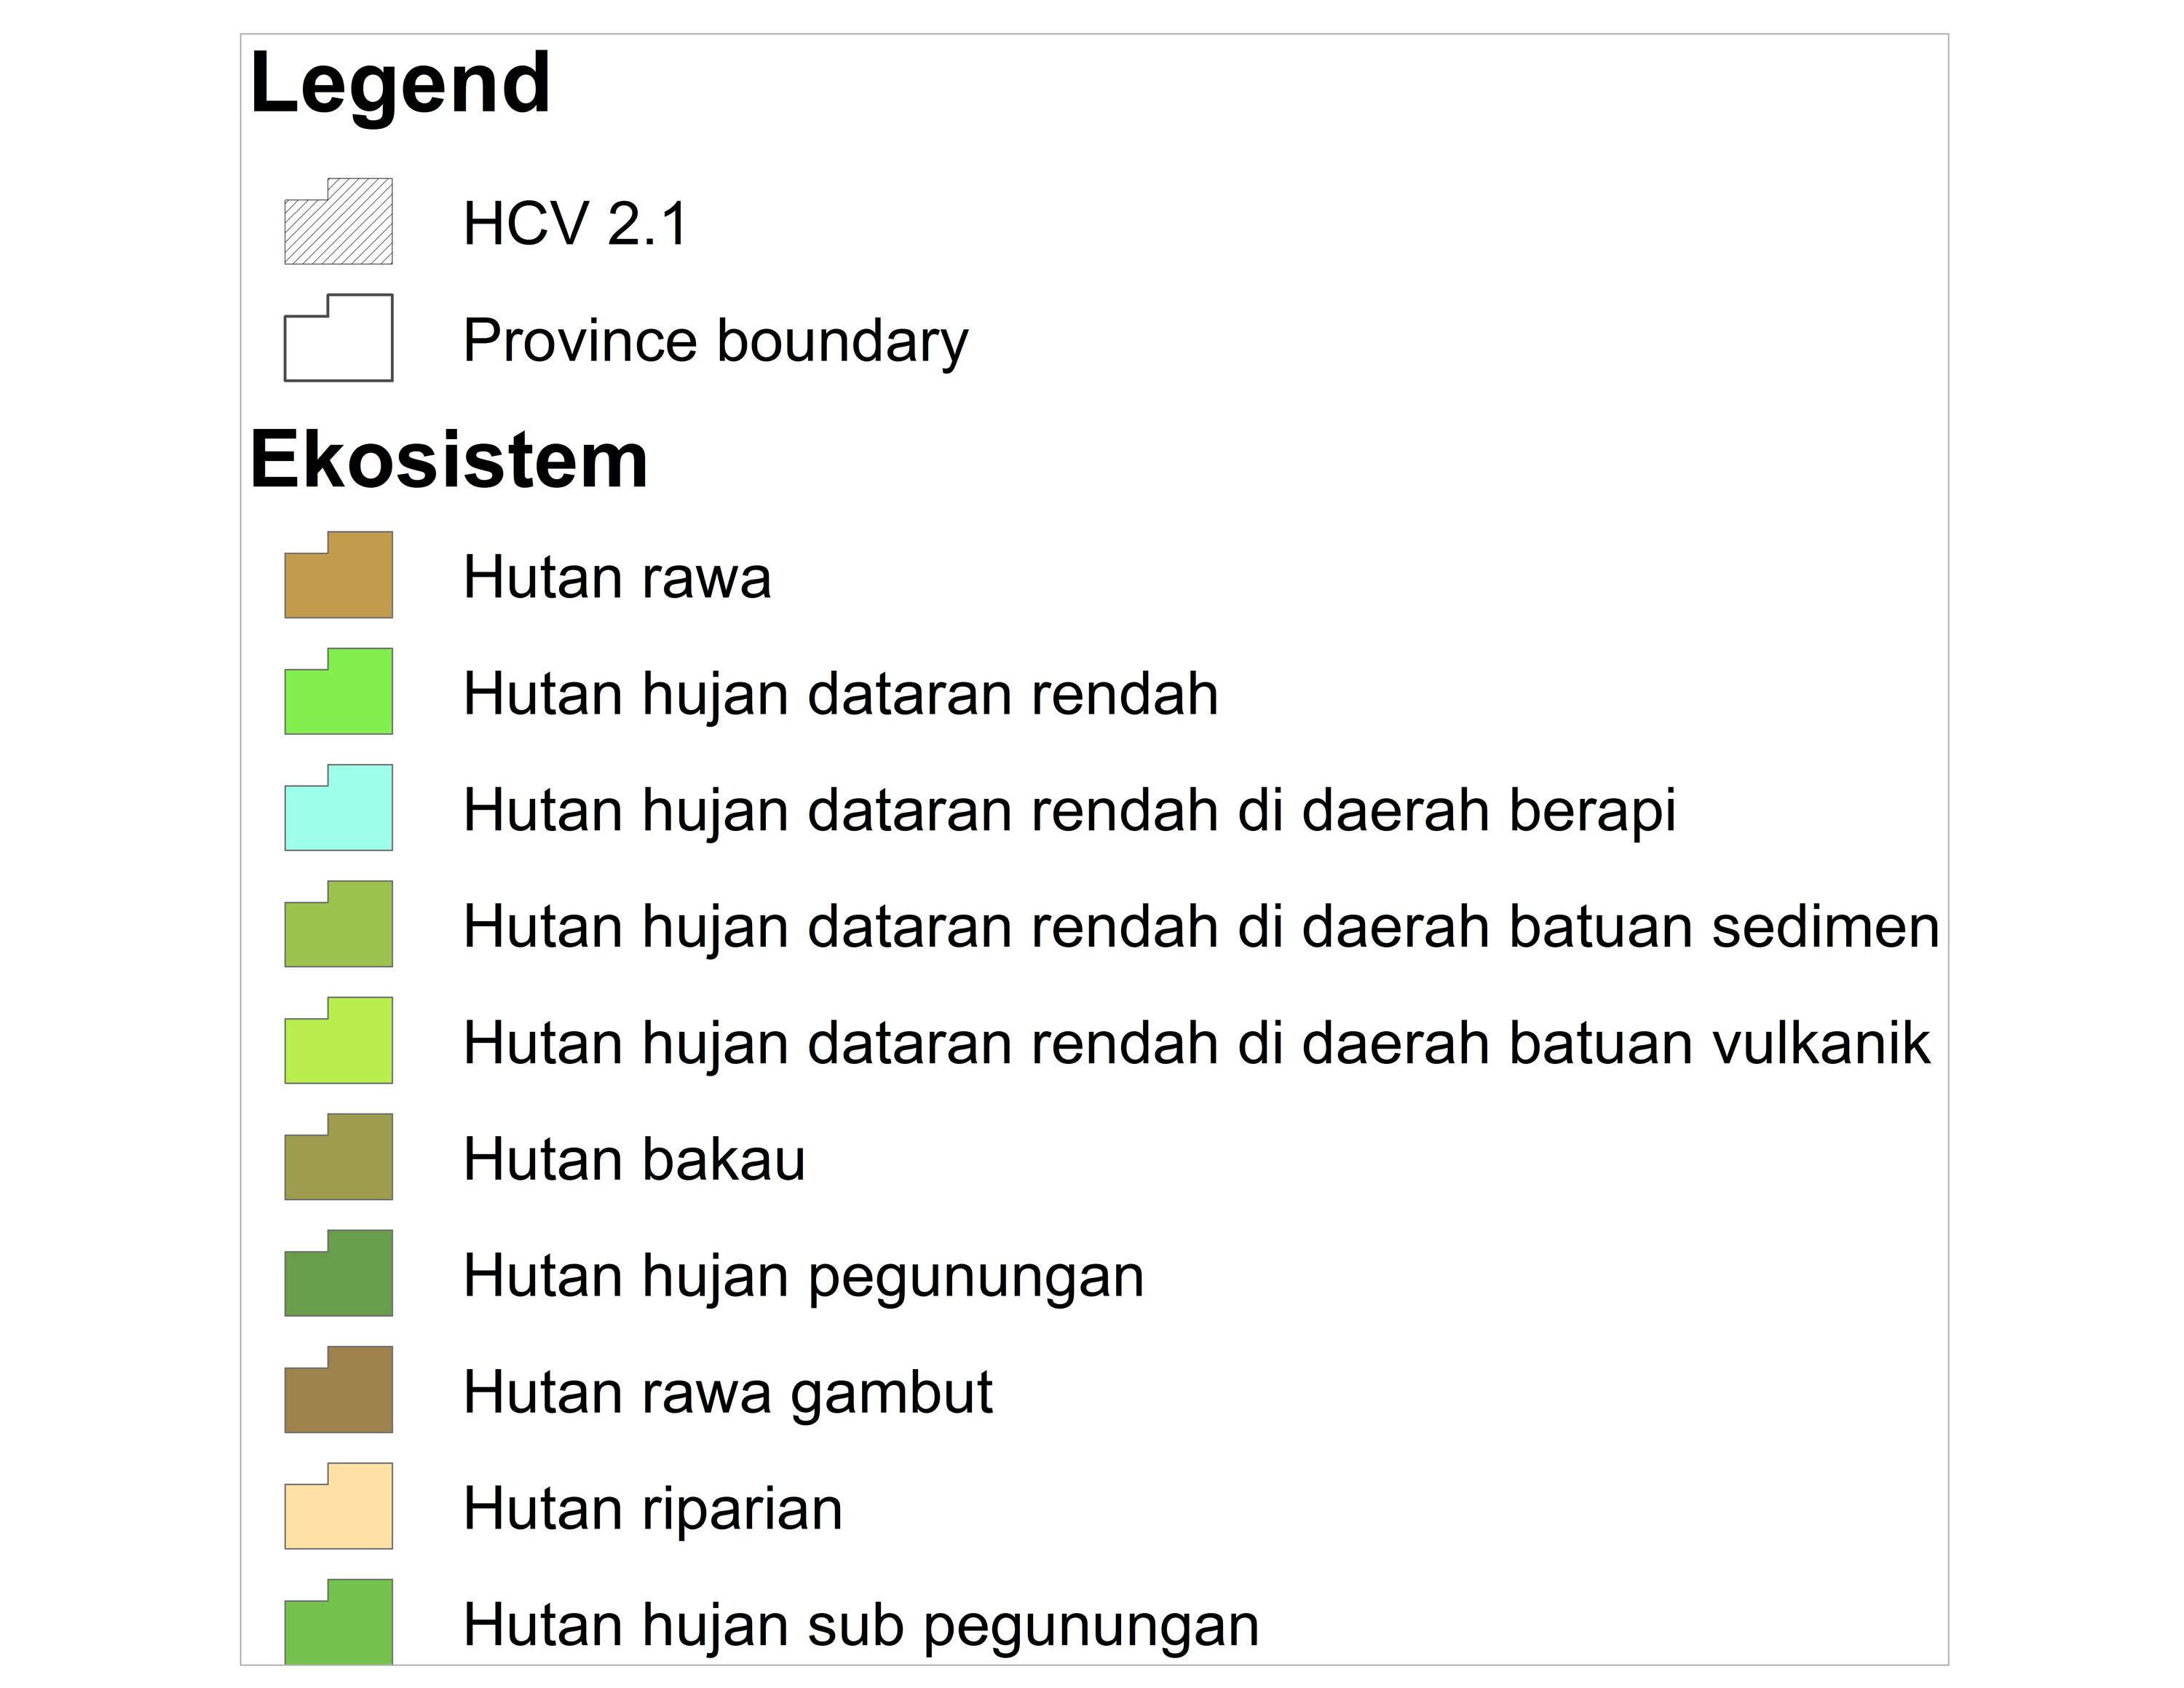 Legend
HCV 2.1
Province boundary
Ekosistem
Hutan rawa
Hutan hujan dataran rendah
Hutan hujan dataran rendah di daerah berapi
Hutan hujan dataran rendah di daerah batuan sedimen
Hutan hujan dataran rendah di daerah batuan vulkanik
Hutan bakau
Hutan hujan pegunungan
Hutan rawa gambut
Hutan riparian
Hutan hujan sub pegunungan